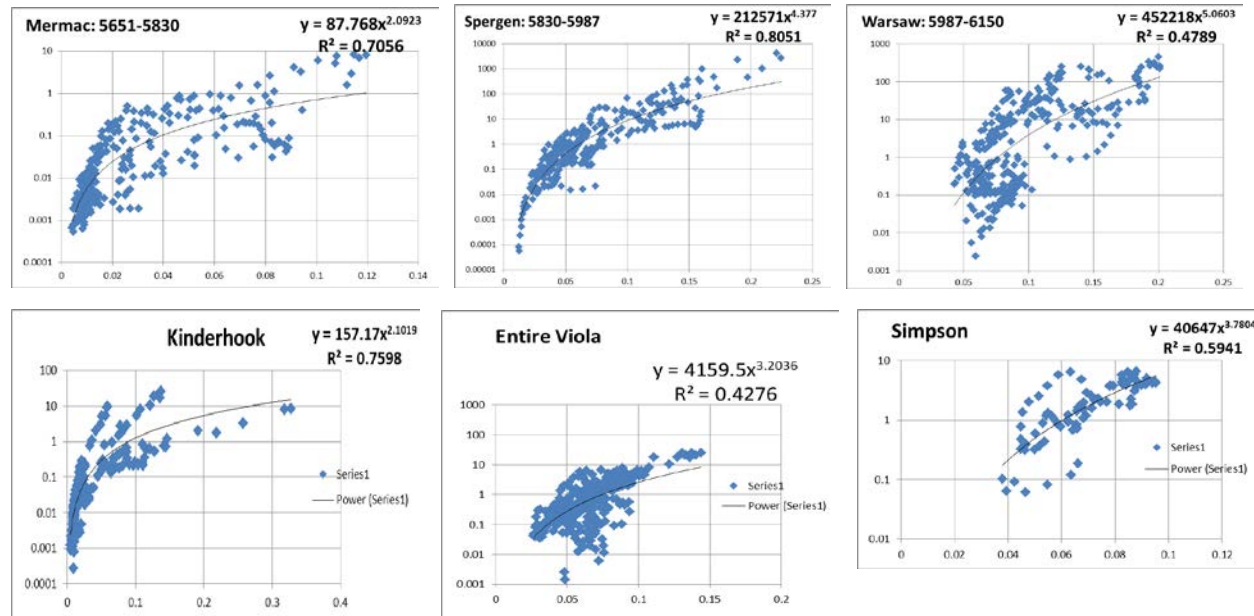 Mermac: 5651-5830
y = 87.768x^2.0923
R² = 0.7056
10
1
0.1
0.01
0.001
0.0001
0 0.02 0.04 0.06 0.08 0.1 0.12 0.14
Spergen: 5830-5987
y = 212571x^4.377
R² = 0.8051
10000
1000
100
10
1
0.1
0.01
0.001
0.0001
0.00001
0 0.05 0.1 0.15 0.2 0.25
Warsaw: 5987-6150
y = 452218x^5.0603
R² = 0.4789
1000
100
10
1
0.1
0.01
0.001
0 0.05 0.1 0.15 0.2 0.25
Kinderhook
y = 157.17x^2.1019
R² = 0.7598
100
10
1
0.1
0.01
0.001
0.0001
0 0.1 0.2 0.3 0.4
Series1
Power (Series1)
Entire Viola
y = 4159.5x^3.2036
R² = 0.4276
1000
100
10
1
0.1
0.01
0.001
0 0.05 0.1 0.15 0.2
Series1
Power (Series1)
Simpson
y = 40647x^3.7804
R² = 0.5941
10
1
0.1
0.01
0 0.02 0.04 0.06 0.08 0.1 0.12
Series1
Power (Series1)